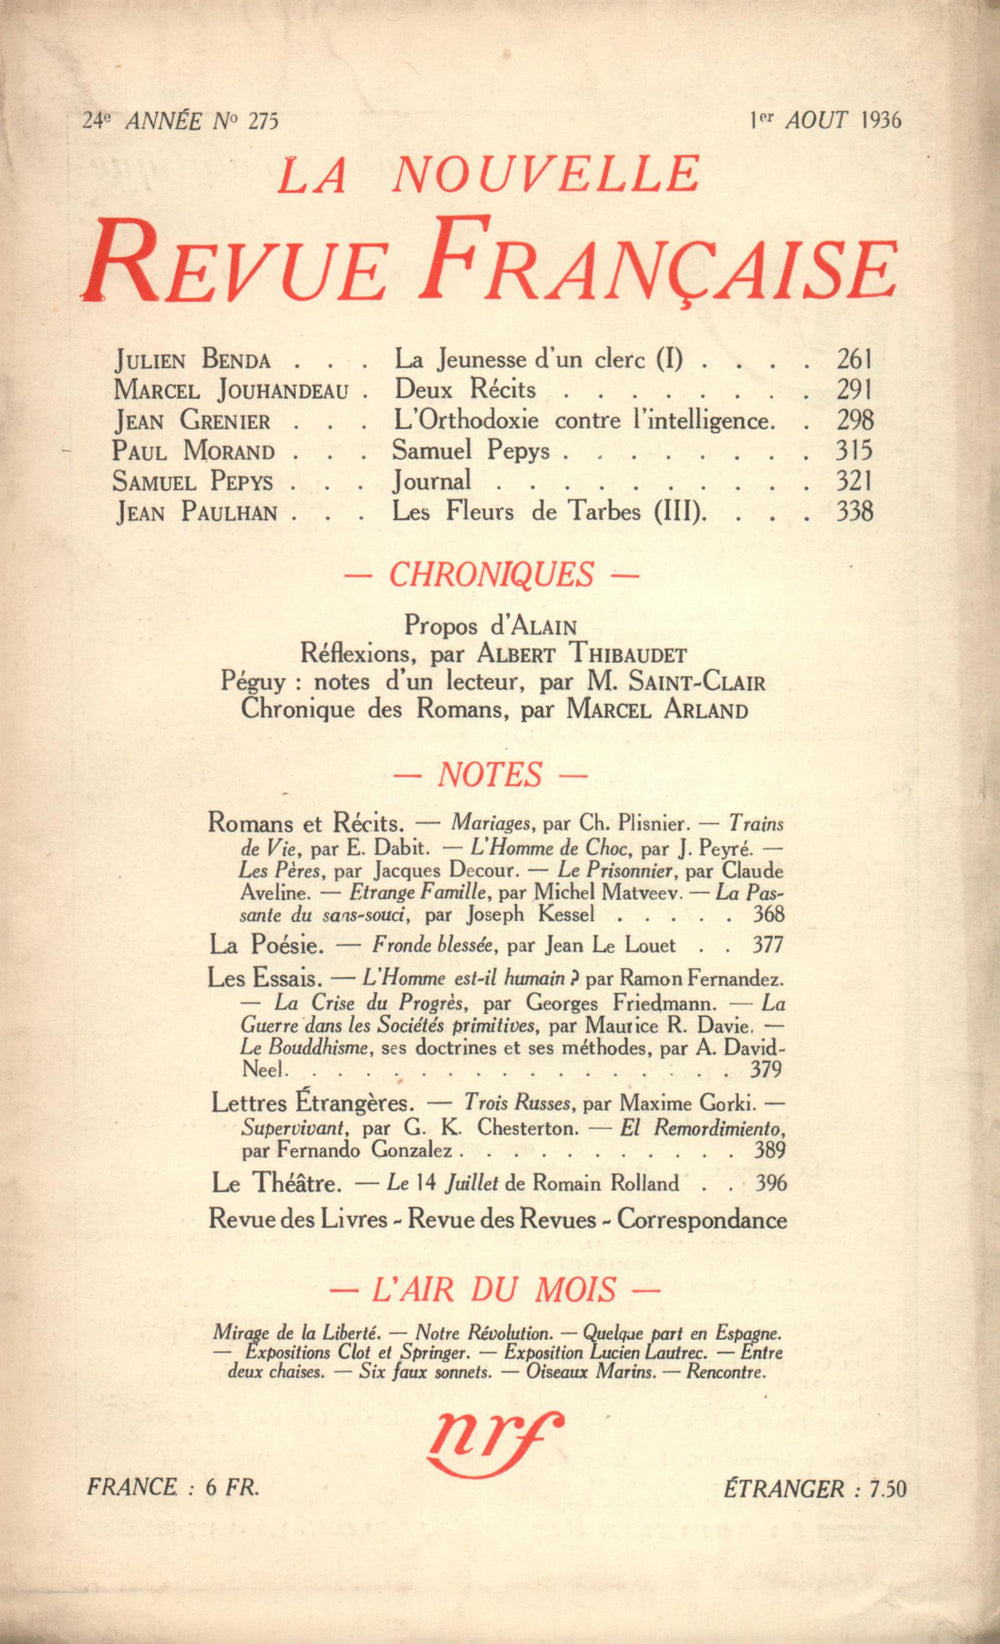 24e ANNÉE No 275
1er AOUT 1936
LA NOUVELLE
REVUE FRANÇAISE
JULIEN BENDA . . . La Jeunesse d'un clerc (I) . . . . 261
MARCEL JOUHANDEAU . Deux Récits . . . . . . . . 291
JEAN GRENIER . . . L'Orthodoxie contre l'intelligence. . 298
PAUL MORAND . . . Samuel Pepys . . . . . . . . 315
SAMUEL PEPYS . . . Journal . . . . . . . . . . 321
JEAN PAULHAN . . . Les Fleurs de Tarbes (III). . . . . 338
— CHRONIQUES —
Propos d'ALAIN
Réflexions, par ALBERT THIBAUDET
Péguy : notes d'un lecteur, par M. SAINT-CLAIR
Chronique des Romans, par MARCEL ARLAND
— NOTES —
Romans et Récits. — Mariages, par Ch. Plisnier. — Trains
de Vie, par E. Dabit. — L'Homme de Choc, par J. Peyré. —
Les Pères, par Jacques Decour. — Le Prisonnier, par Claude
Aveline. — Etrange Famille, par Michel Matveev. — La Pas-
sante du sans-souci, par Joseph Kessel . . . . . 368
La Poésie. — Fronde blessée, par Jean Le Louet . . 377
Les Essais. — L'Homme est-il humain ? par Ramon Fernandez.
— La Crise du Progrès, par Georges Friedmann. — La
Guerre dans les Sociétés primitives, par Maurice R. Davie. —
Le Bouddhisme, ses doctrines et ses méthodes, par A. David-
Neel. . . . . . . . . . . . . . . . . . 379
Lettres Étrangères. — Trois Russes, par Maxime Gorki. —
Supervivant, par G. K. Chesterton. — El Remordimiento,
par Fernando Gonzalez . . . . . . . . . . . 389
Le Théâtre. — Le 14 Juillet de Romain Rolland . . 396
Revue des Livres - Revue des Revues - Correspondance
— L'AIR DU MOIS —
Mirage de la Liberté. — Notre Révolution. — Quelque part en Espagne.
— Expositions Clot et Springer. — Exposition Lucien Lautrec. — Entre
deux chaises. — Six faux sonnets. — Oiseaux Marins. — Rencontre.
nrf
FRANCE : 6 FR.
ÉTRANGER : 7.50